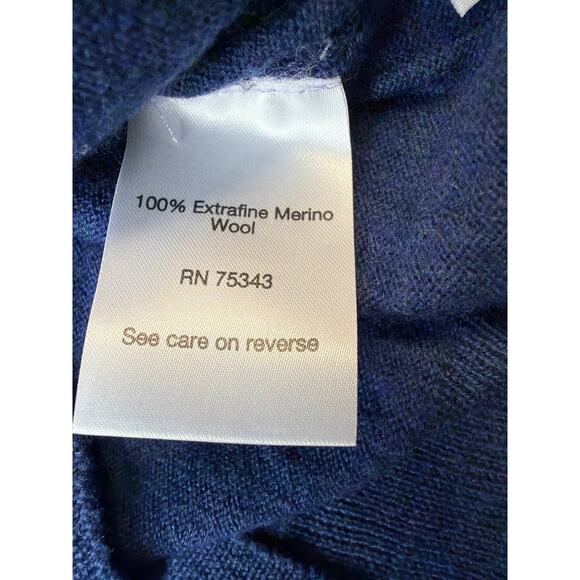 100% Extrafine Merino
Wool
RN 75343
See care on reverse